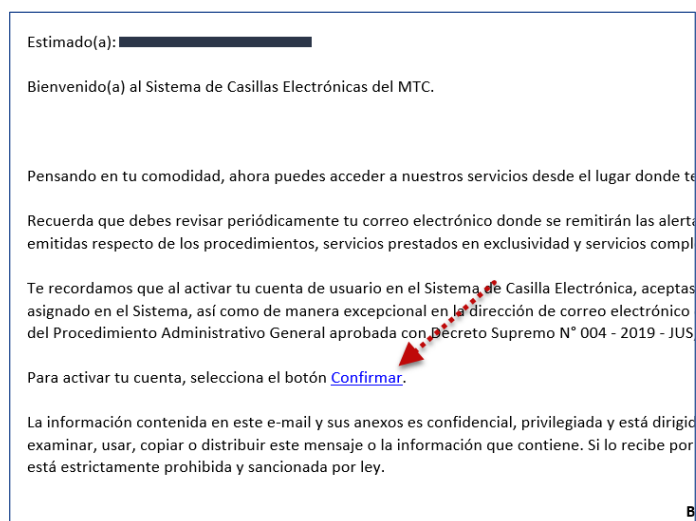 Estimado(a):
Bienvenido(a) al Sistema de Casillas Electrónicas del MTC.
Pensando en tu comodidad, ahora puedes acceder a nuestros servicios desde el lugar donde te
Recuerda que debes revisar periódicamente tu correo electrónico donde se remitirán las alerta
emitidas respecto de los procedimientos, servicios prestados en exclusividad y servicios compl
Te recordamos que al activar tu cuenta de usuario en el Sistema de Casilla Electrónica, aceptas
asignado en el Sistema, así como de manera excepcional en la dirección de correo electrónico
del Procedimiento Administrativo General aprobada con Decreto Supremo N° 004 - 2019 - JUS,
Para activar tu cuenta, selecciona el botón Confirmar.
La información contenida en este e-mail y sus anexos es confidencial, privilegiada y está dirigid
examinar, usar, copiar o distribuir este mensaje o la información que contiene. Si lo recibe por
está estrictamente prohibida y sancionada por ley.
B